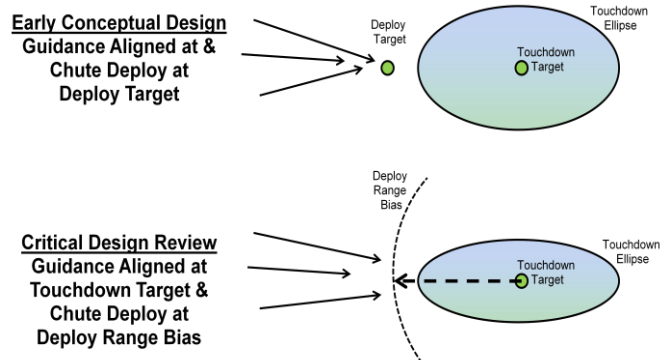 Early Conceptual Design
Guidance Aligned at &
Chute Deploy at
Deploy Target
Deploy
Target
Touchdown
Ellipse
Touchdown
Target
Critical Design Review
Guidance Aligned at
Touchdown Target &
Chute Deploy at
Deploy Range Bias
Deploy
Range
Bias
Touchdown
Ellipse
Touchdown
Target